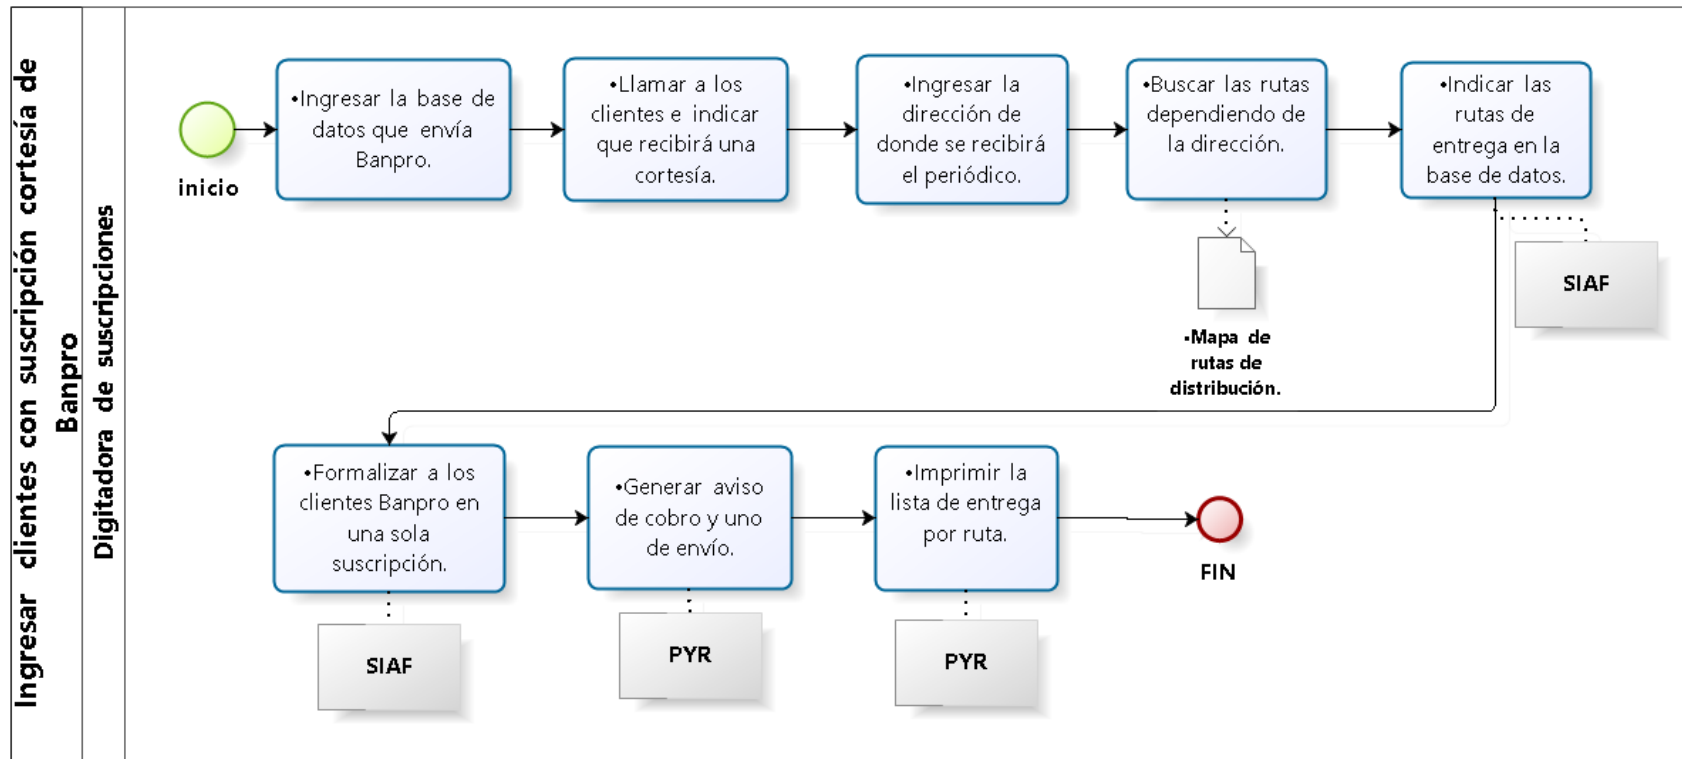 Ingresar clientes con suscripción cortesía de
Banpro
Digitadora de suscripciones
inicio
•Ingresar la base de
datos que envía
Banpro.
•Llamar a los
clientes e indicar
que recibirá una
cortesía.
•Ingresar la
dirección de
donde se recibirá
el periódico.
•Buscar las rutas
dependiendo de
la dirección.
•Indicar las
rutas de
entrega en la
base de datos.
•Mapa de
rutas de
distribución.
SIAF
•Formalizar a los
clientes Banpro en
una sola
suscripción.
•Generar aviso
de cobro y uno
de envío.
•Imprimir la
lista de entrega
por ruta.
FIN
SIAF
PYR
PYR